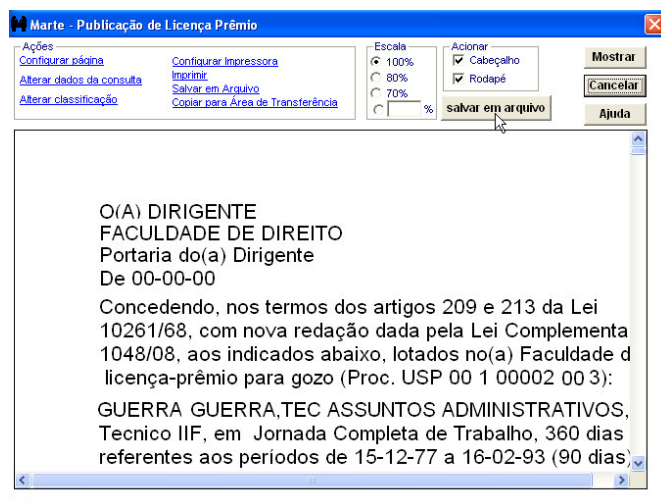 Marte - Publicação de Licença Prêmio
Ações
Configurar página
Alterar dados da consulta
Alterar classificação
Configurar Impressora
Imprimir
Salvar em Arquivo
Copiar para Área de Transferência
Escala
100%
80%
70%
%
Acionar
Cabeçalho
Rodapé
salvar em arquivo
Mostrar
Cancelar
Ajuda
O(A) DIRIGENTE
FACULDADE DE DIREITO
Portaria do(a) Dirigente
De 00-00-00
Concedendo, nos termos dos artigos 209 e 213 da Lei
10261/68, com nova redação dada pela Lei Complementa
1048/08, aos indicados abaixo, lotados no(a) Faculdade d
licença-prêmio para gozo (Proc. USP 00 1 00002 00 3):
GUERRA GUERRA,TEC ASSUNTOS ADMINISTRATIVOS,
Tecnico IIF, em Jornada Completa de Trabalho, 360 dias
referentes aos períodos de 15-12-77 a 16-02-93 (90 dias)